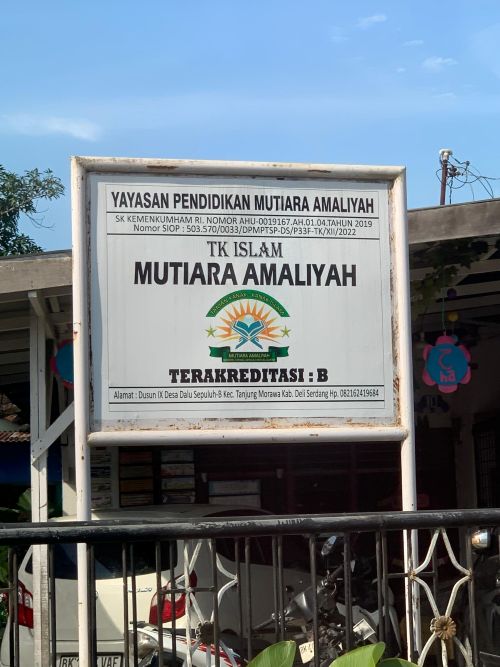 YAYASAN PENDIDIKAN MUTIARA AMALIYAH
SK KEMENKUMHAM RI. NOMOR AHU-0019167.AH.01.04.TAHUN 2019
Nomor SIOP : 503.570/0033/DPMPTSP-DS/P33F-TK/XII/2022
TK ISLAM
MUTIARA AMALIYAH
MUTIARA AMALIYAH
TERAKREDITASI : B
Alamat : Dusun IX Desa Dalu Sepuluh-B Kec. Tanjung Morawa Kab. Deli Serdang Hp. 082162419684